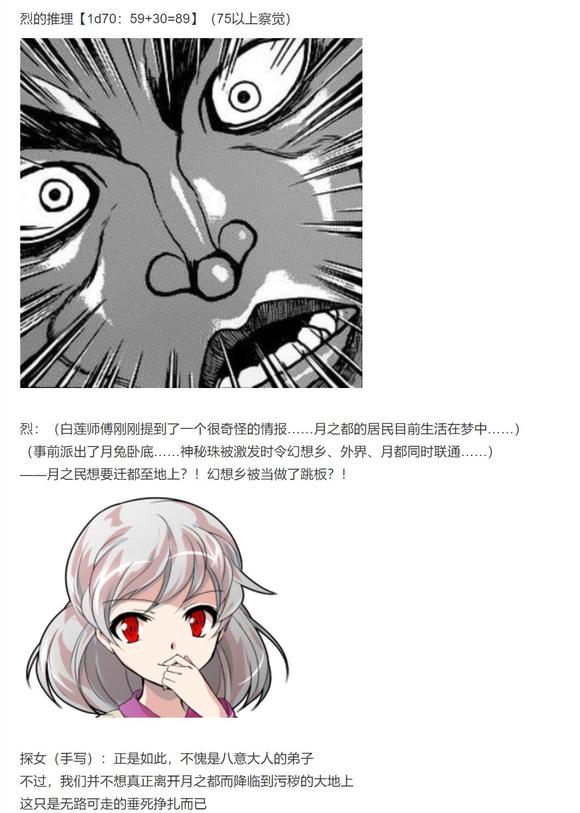 烈的推理【1d70：59+30=89】（75以上察觉）
烈：（白莲师傅刚刚提到了一个很奇怪的情报……月之都的居民目前生活在梦中……）
（事前派出了月兔卧底……神秘珠被激发时令幻想乡、外界、月都同时联通……）
——月之民想要迁都至地上？！幻想乡被当做了跳板？！
探女（手写）：正是如此，不愧是八意大人的弟子
不过，我们并不想真正离开月之都而降临到污秽的大地上
这只是无路可走的垂死挣扎而已